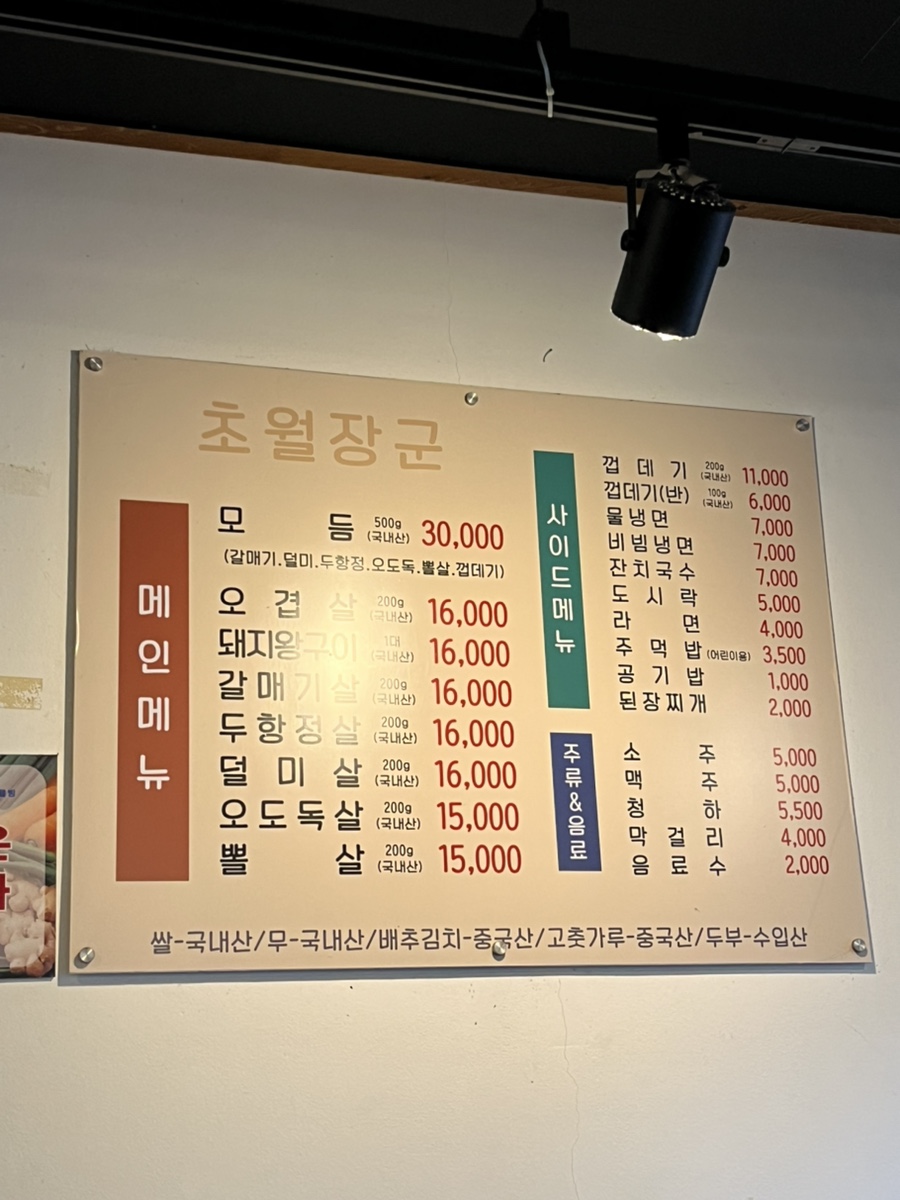 초월장군
메인메뉴
모듬 500g (국내산) 30,000
(갈매기.덜미.두항정.오도독.뽈살.껍데기)
오겹살 200g (국내산) 16,000
돼지왕구이 1대 (국내산) 16,000
갈매기살 200g (국내산) 16,000
두항정살 200g (국내산) 16,000
덜미살 200g (국내산) 16,000
오도독살 200g (국내산) 15,000
뽈살 200g (국내산) 15,000
사이드메뉴
껍데기 200g (국내산) 11,000
껍데기(반) 100g (국내산) 6,000
물냉면 7,000
비빔냉면 7,000
잔치국수 7,000
도시락 5,000
라면 4,000
주먹밥(어린이용) 3,500
공기밥 1,000
된장찌개 2,000
주류&음료
소주 5,000
맥주 5,000
청하 5,500
막걸리 4,000
음료수 2,000
쌀-국내산/무-국내산/배추김치-중국산/고춧가루-중국산/두부-수입산